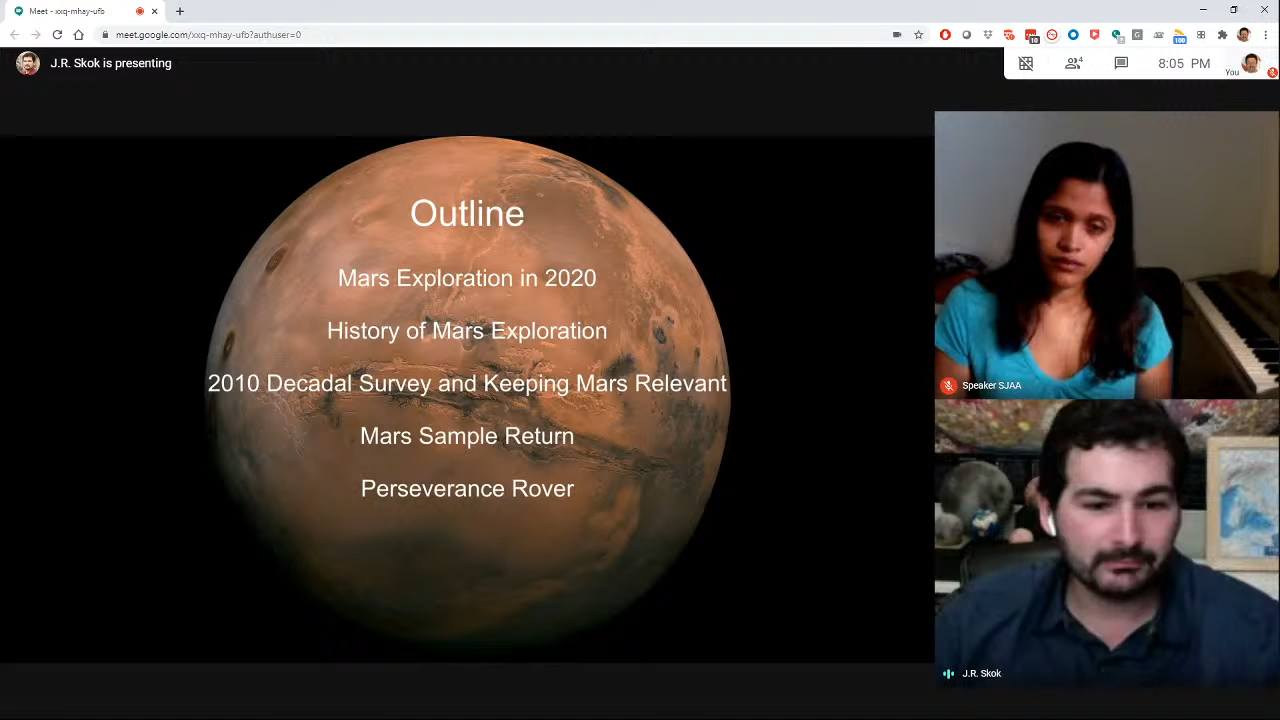 Meet - xxq-mhay-ufb
meet.google.com/xxq-mhay-ufb?authuser=0
J.R. Skok is presenting
4
8:05 PM
You
Outline
Mars Exploration in 2020
History of Mars Exploration
2010 Decadal Survey and Keeping Mars Relevant
Mars Sample Return
Perseverance Rover
Speaker SJAA
J.R. Skok